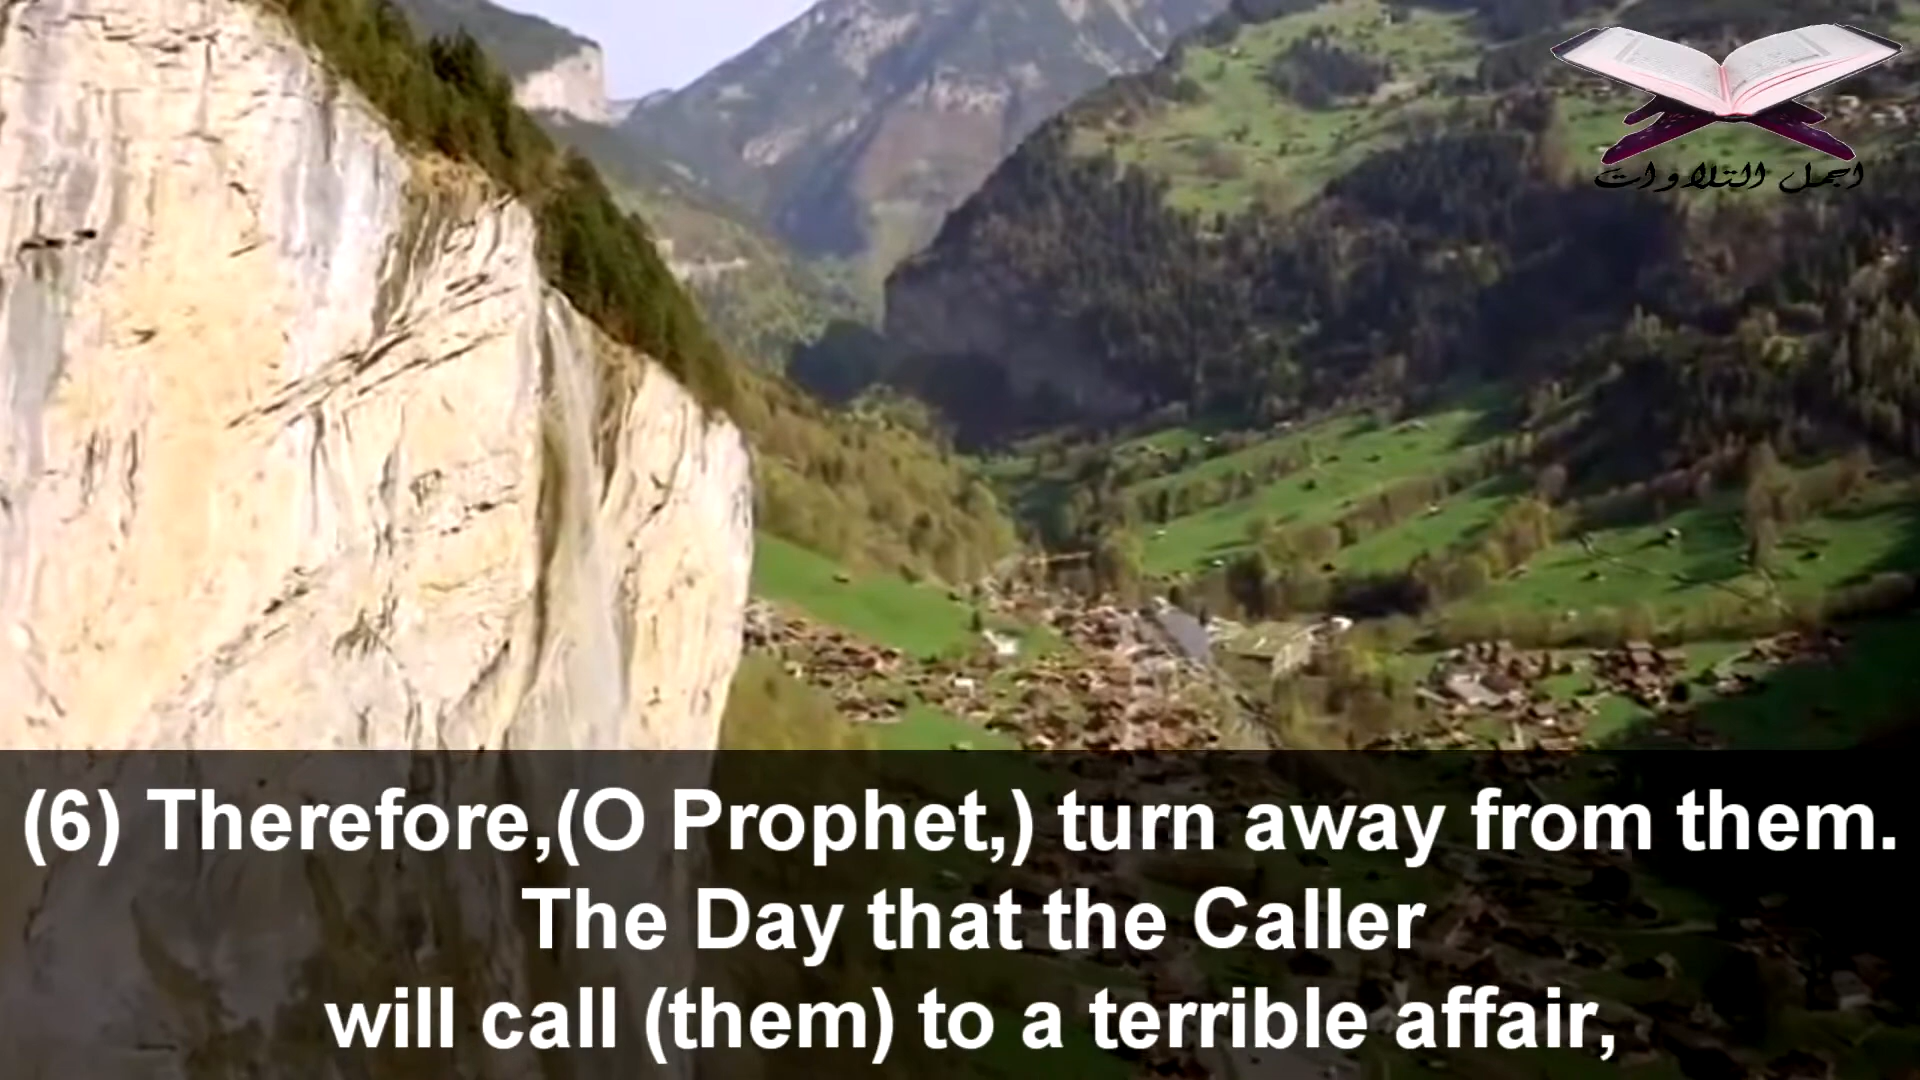 اجمل التلاوات
(6) Therefore,(O Prophet,) turn away from them.
The Day that the Caller
will call (them) to a terrible affair,